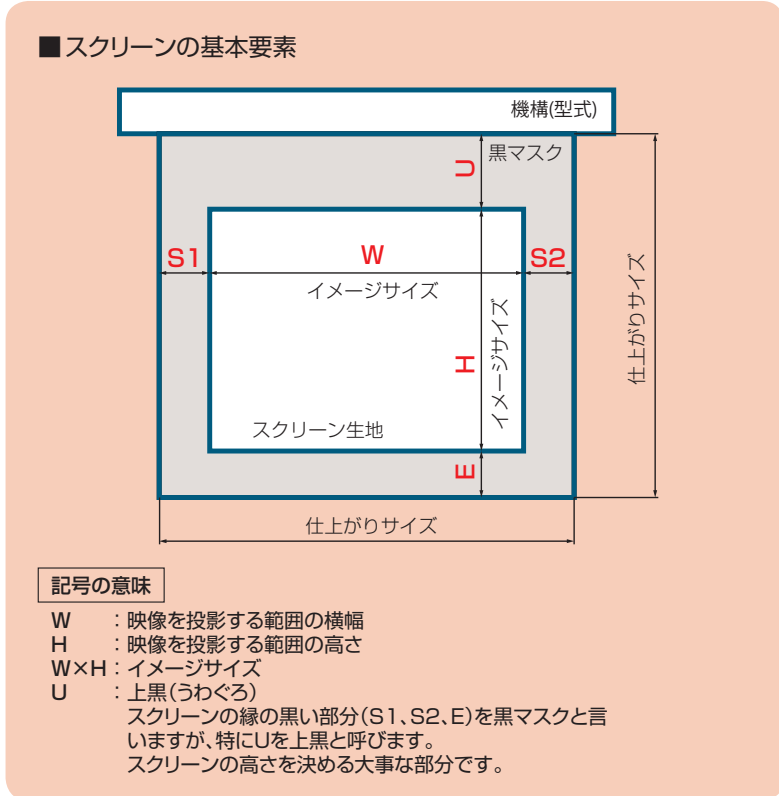 ■スクリーンの基本要素
機構(型式)
黒マスク
U
S1
W
S2
イメージサイズ
H
イメージサイズ
仕上がりサイズ
スクリーン生地
E
仕上がりサイズ
記号の意味
W ：映像を投影する範囲の横幅
H ：映像を投影する範囲の高さ
W×H：イメージサイズ
U ：上黒(うわぐろ)
スクリーンの縁の黒い部分(S1、S2、E)を黒マスクと言
いますが、特にUを上黒と呼びます。
スクリーンの高さを決める大事な部分です。